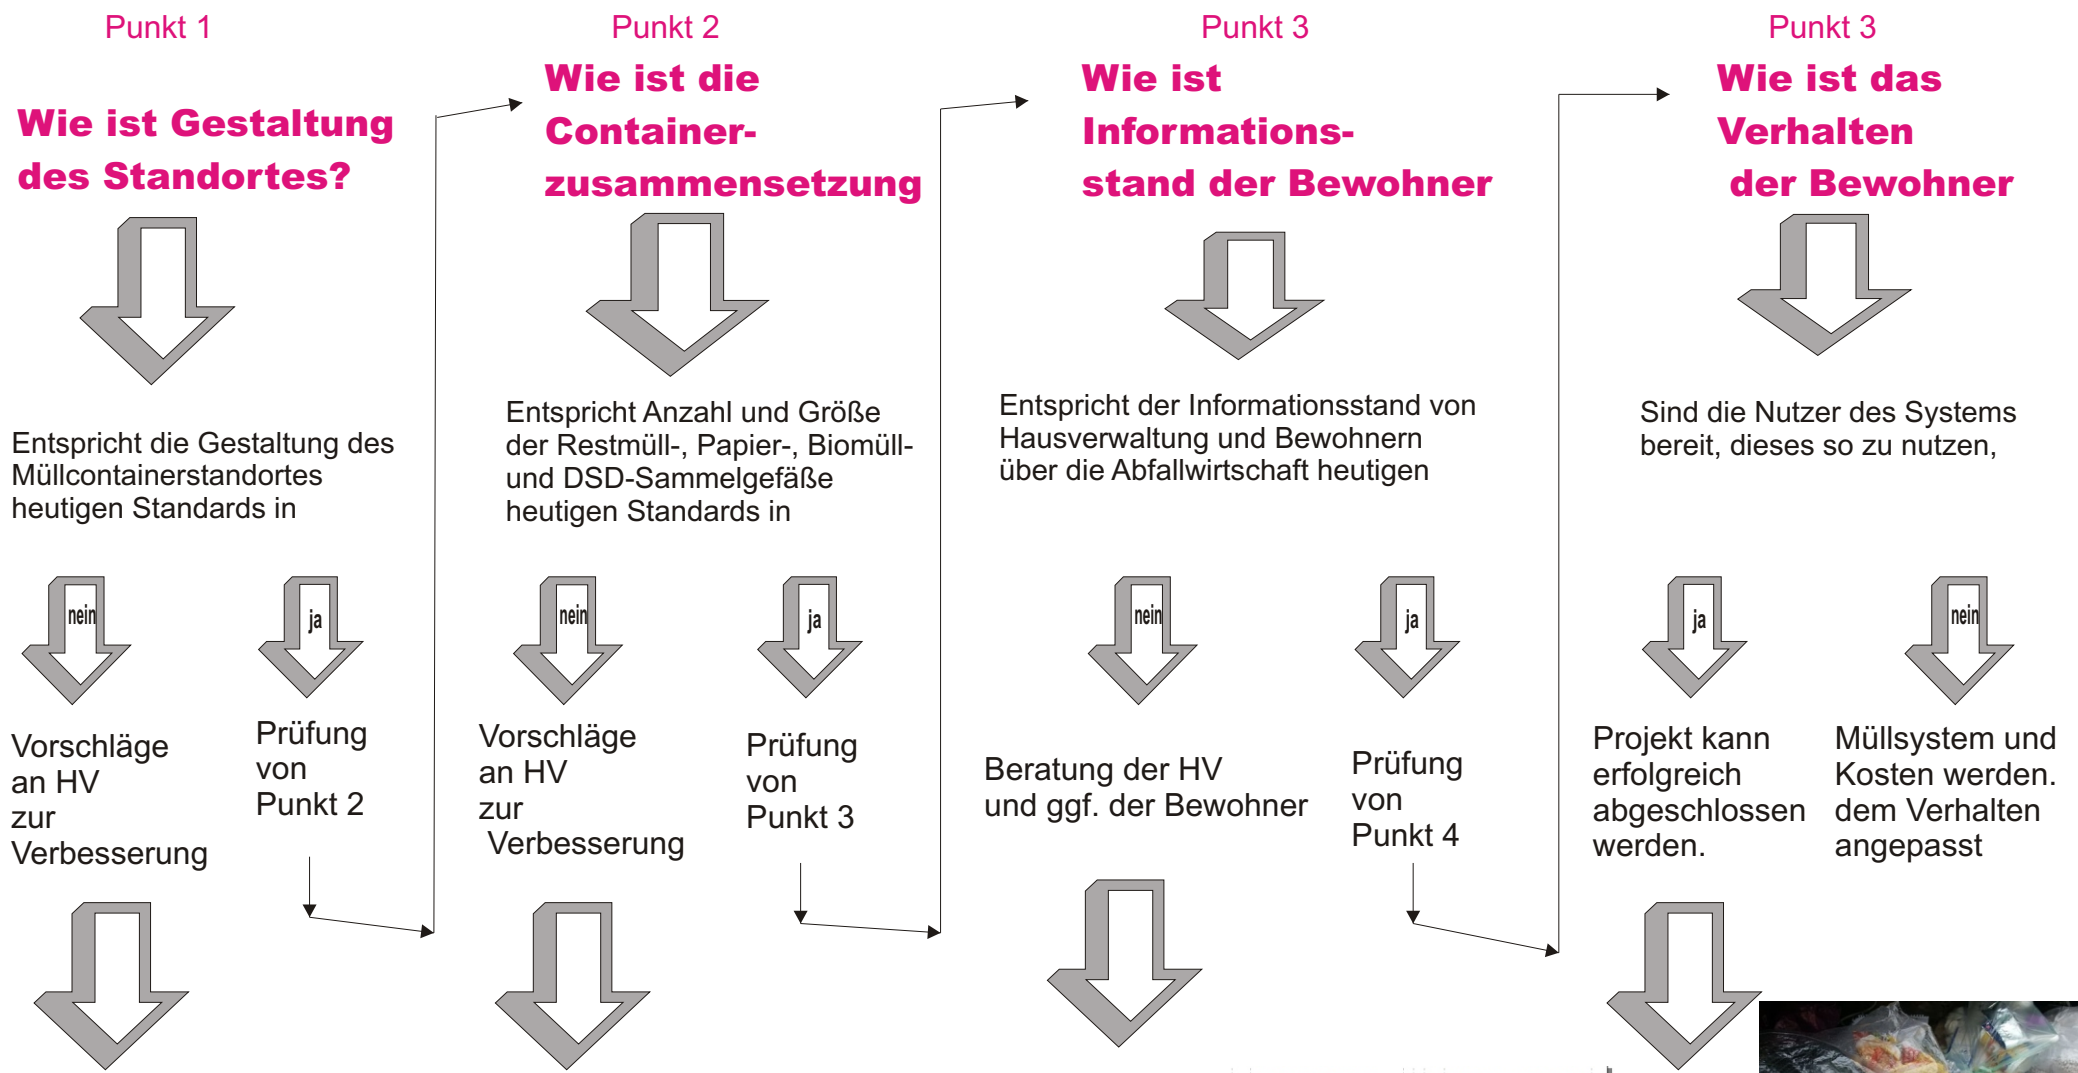 Punkt 1
Wie ist Gestaltung
des Standortes?
Entspricht die Gestaltung des
Müllcontainerstandortes
heutigen Standards in
nein
ja
Vorschläge
an HV
zur
Verbesserung
Prüfung
von
Punkt 2
Punkt 2
Wie ist die
Container-
zusammensetzung
Entspricht Anzahl und Größe
der Restmüll-, Papier-, Biomüll-
und DSD-Sammelgefäße
heutigen Standards in
nein
ja
Vorschläge
an HV
zur
Verbesserung
Prüfung
von
Punkt 3
Punkt 3
Wie ist
Informations-
stand der Bewohner
Entspricht der Informationsstand von
Hausverwaltung und Bewohnern
über die Abfallwirtschaft heutigen
nein
ja
Beratung der HV
und ggf. der Bewohner
Prüfung
von
Punkt 4
Punkt 3
Wie ist das
Verhalten
der Bewohner
Sind die Nutzer des Systems
bereit, dieses so zu nutzen,
ja
nein
Projekt kann
erfolgreich
abgeschlossen
werden.
Müllsystem und
Kosten werden.
dem Verhalten
angepasst